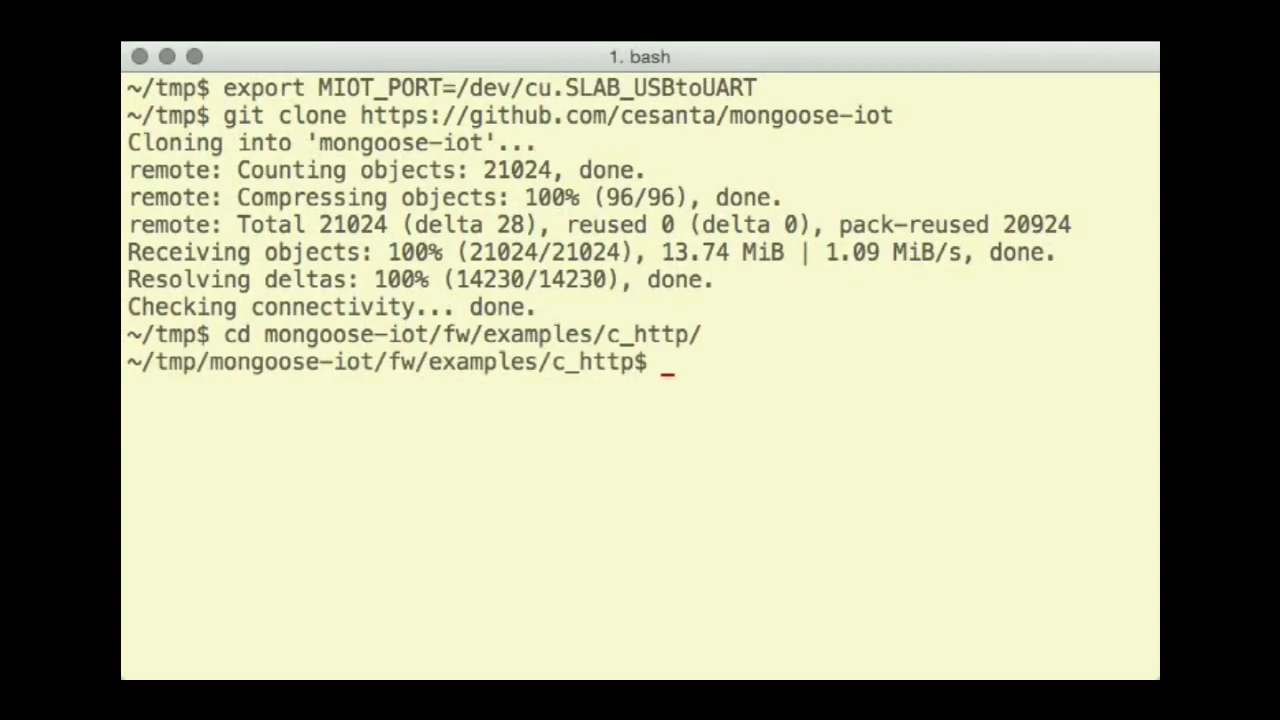 1. bash
~/tmp$ export MIOT_PORT=/dev/cu.SLAB_USBtoUART
~/tmp$ git clone https://github.com/cesanta/mongoose-iot
Cloning into 'mongoose-iot'...
remote: Counting objects: 21024, done.
remote: Compressing objects: 100% (96/96), done.
remote: Total 21024 (delta 28), reused 0 (delta 0), pack-reused 20924
Receiving objects: 100% (21024/21024), 13.74 MiB | 1.09 MiB/s, done.
Resolving deltas: 100% (14230/14230), done.
Checking connectivity... done.
~/tmp$ cd mongoose-iot/fw/examples/c_http/
~/tmp/mongoose-iot/fw/examples/c_http$ _